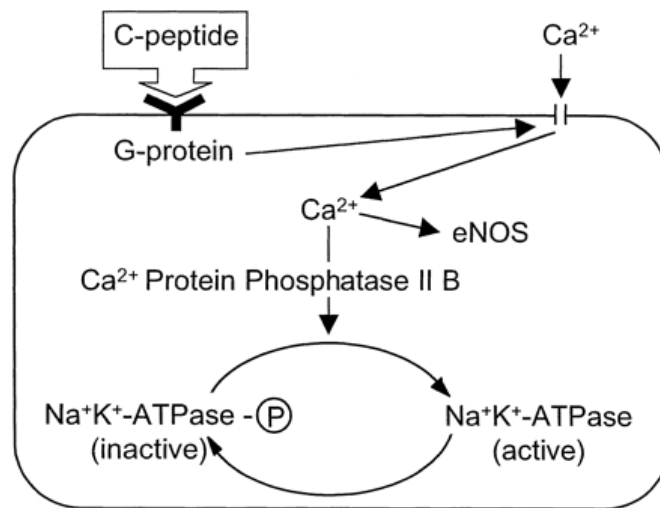 C-peptide
Ca²⁺
G-protein
Ca²⁺
eNOS
Ca²⁺ Protein Phosphatase II B
Na⁺K⁺-ATPase - P
(inactive)
Na⁺K⁺-ATPase
(active)